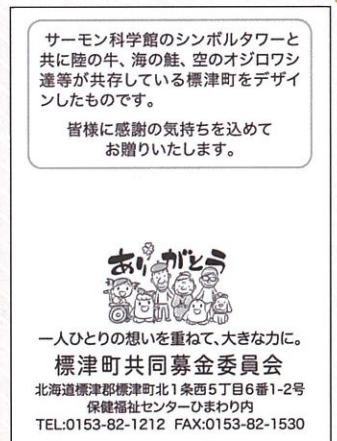 サーモン科学館のシンボルタワーと
共に陸の牛、海の鮭、空のオジロワシ
達等が共存している標津町をデザイ
ンしたものです。
皆様に感謝の気持ちを込めて
お贈りいたします。
ありがとう
一人ひとりの想いを重ねて、大きな力に。
標津町共同募金委員会
北海道標津郡標津町北1条西5丁目6番1-2号
保健福祉センターひまわり内
TEL:0153-82-1212 FAX:0153-82-1530